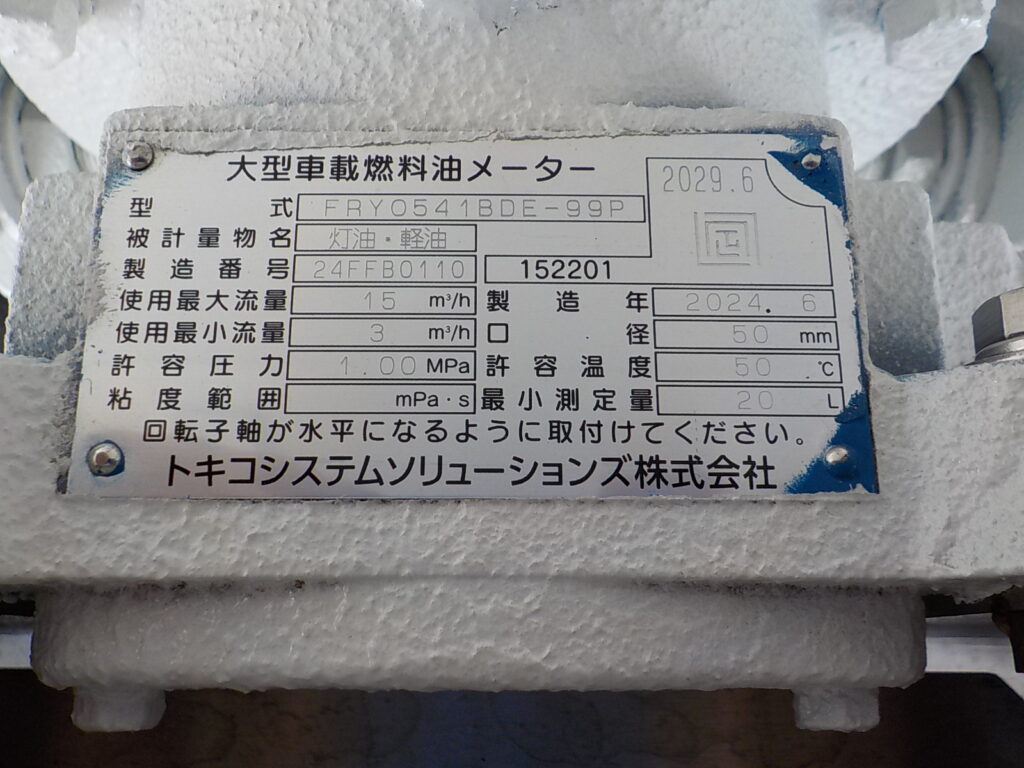 大型車載燃料油メーター
2029.6
正
型式 FRY0541BDE-99P
被計量物名 灯油・軽油
製造番号 24FFB0110 152201
使用最大流量 15 m³/h 製造年 2024. 6
使用最小流量 3 m³/h 口径 50 mm
許容圧力 1.00 MPa 許容温度 50 ℃
粘度範囲 mPa・s 最小測定量 20 L
回転子軸が水平になるように取付けてください。
トキコシステムソリューションズ株式会社